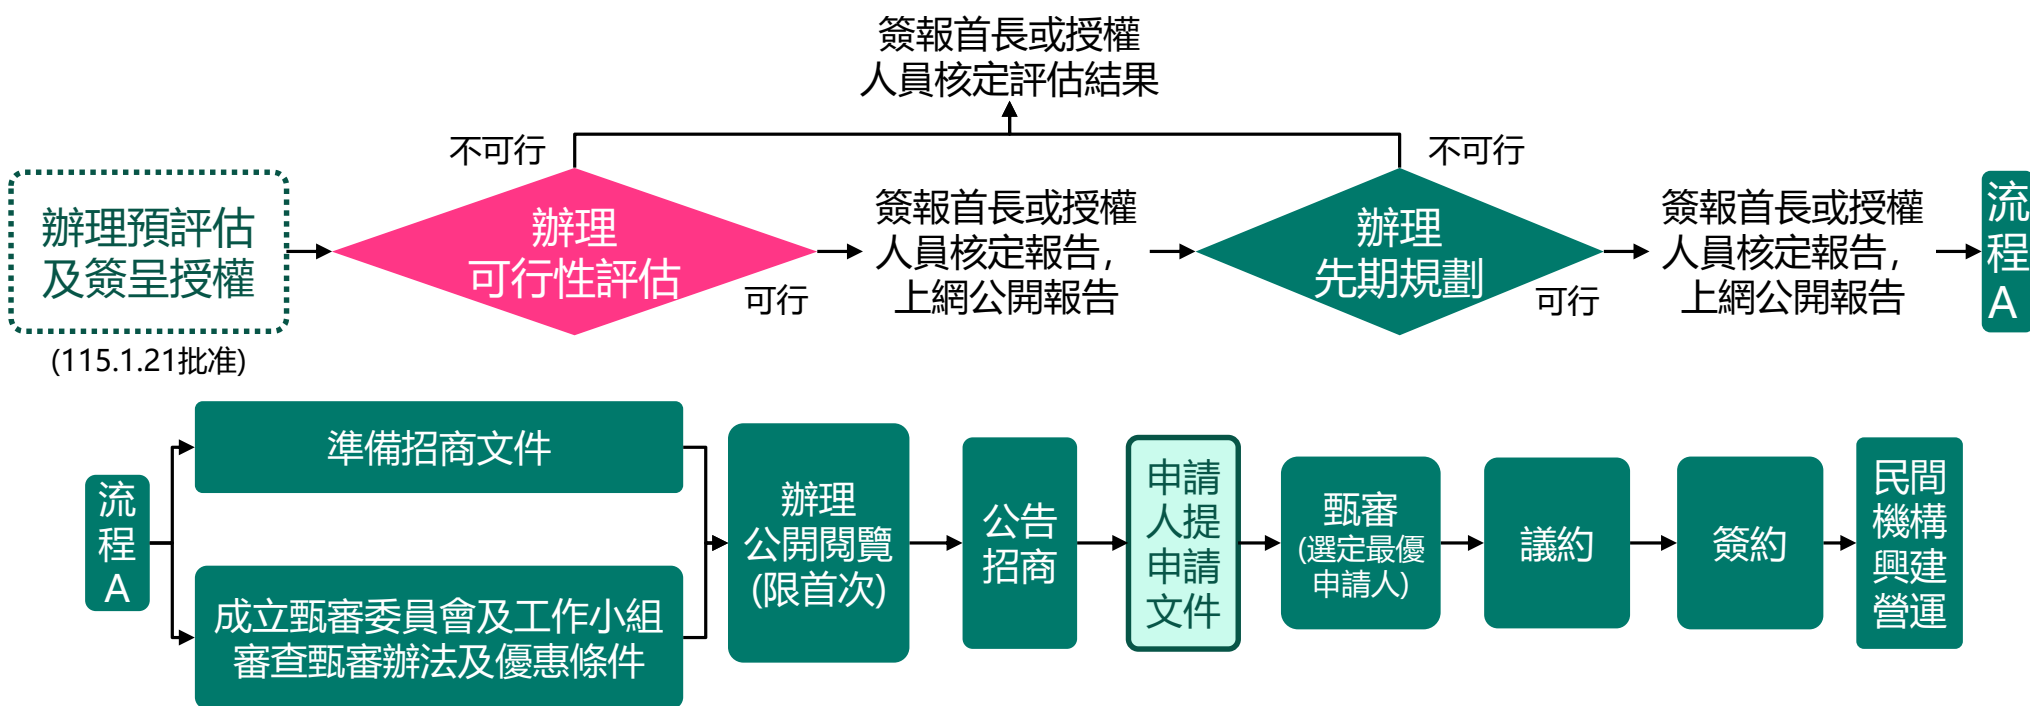 簽報首長或授權
人員核定評估結果
不可行
不可行
辦理預評估
及簽呈授權
(115.1.21批准)
辦理
可行性評估
可行
簽報首長或授權
人員核定報告，
上網公開報告
辦理
先期規劃
可行
簽報首長或授權
人員核定報告，
上網公開報告
流
程
A
流
程
A
準備招商文件
成立甄審委員會及工作小組
審查甄審辦法及優惠條件
辦理
公開閱覽
(限首次)
公告
招商
申請
人提
申請
文件
甄審
(選定最優
申請人)
議約
簽約
民間
機構
興建
營運